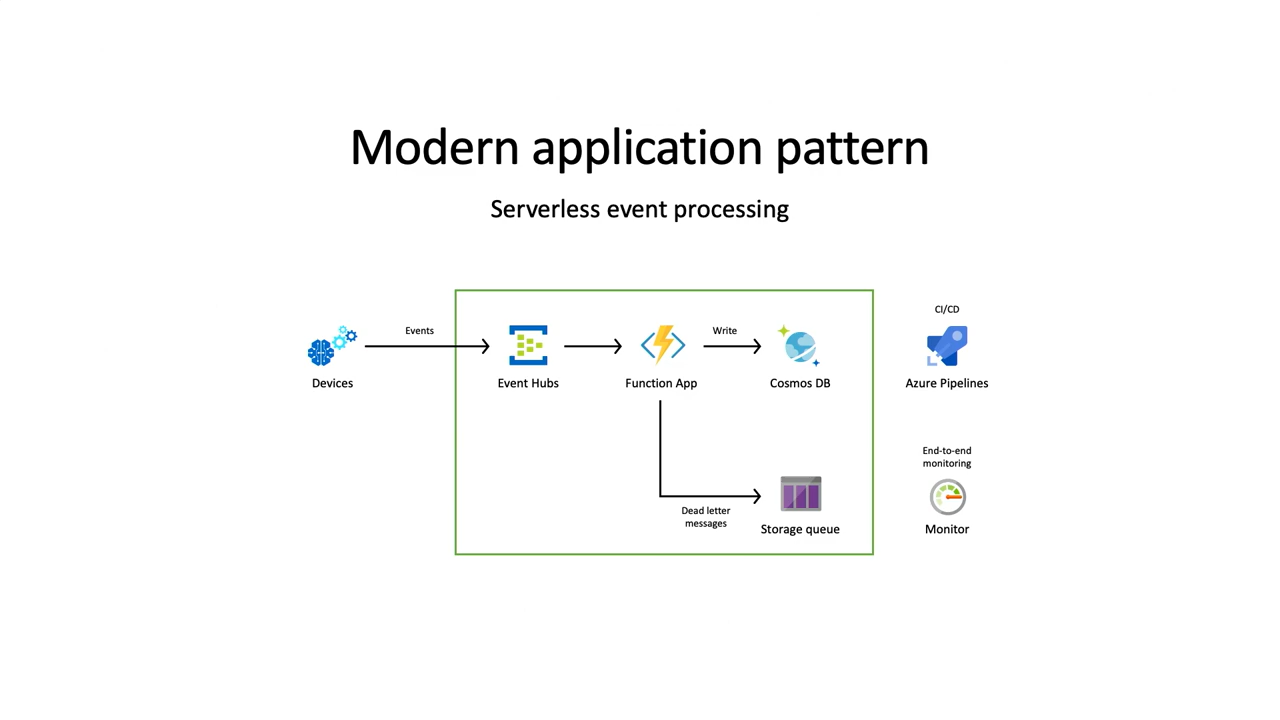 Modern application pattern
Serverless event processing
CI/CD
Events
Write
Devices
Event Hubs
Function App
Cosmos DB
Azure Pipelines
End-to-end
monitoring
Dead letter
messages
Storage queue
Monitor